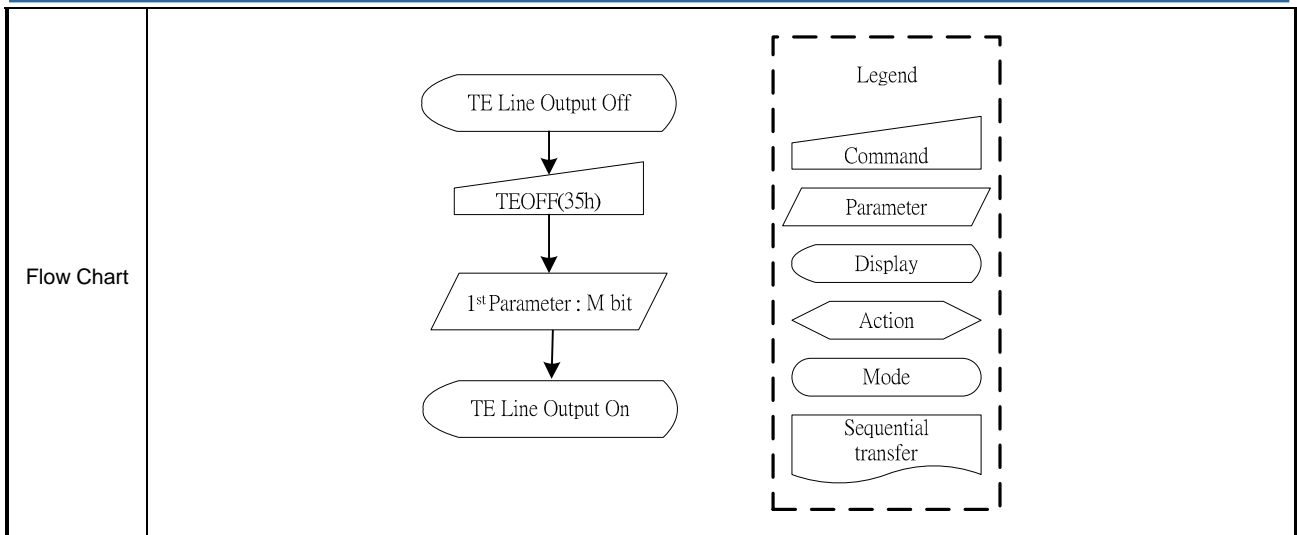 Flow Chart
TE Line Output Off
TEOFF(35h)
1st Parameter : M bit
TE Line Output On
Legend
Command
Parameter
Display
Action
Mode
Sequential
transfer